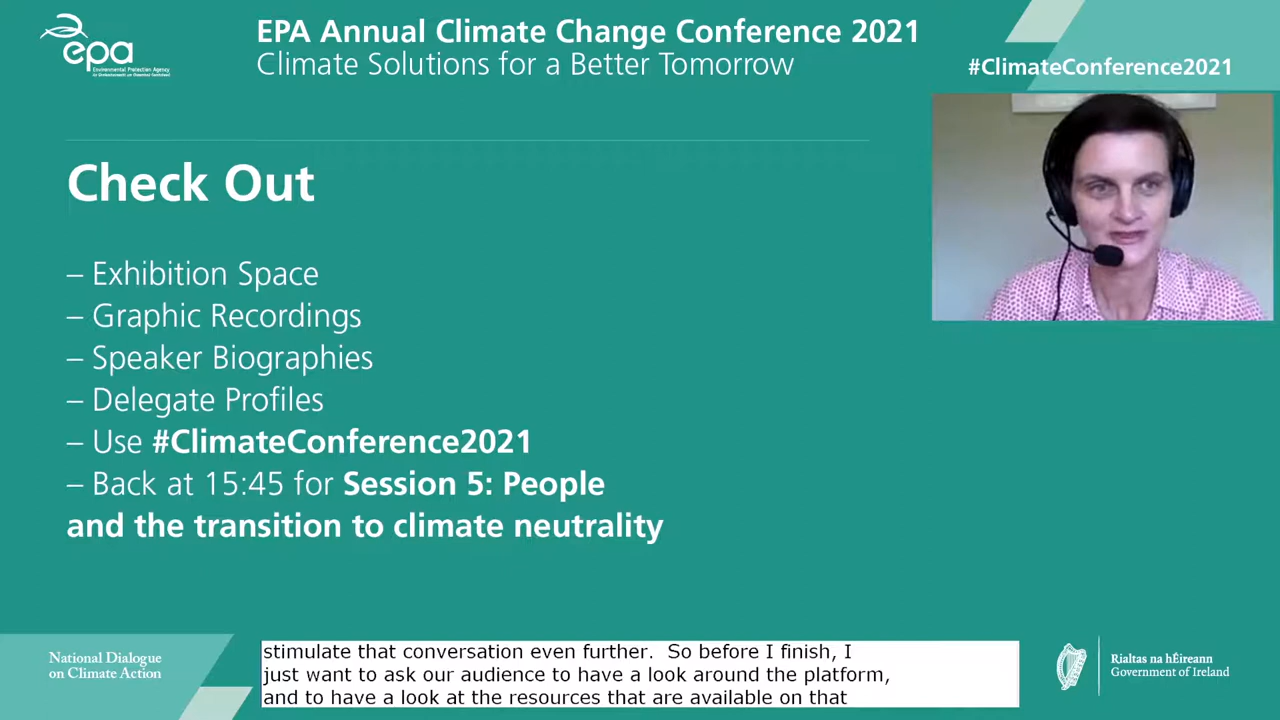 epa
Environmental Protection Agency
EPA Annual Climate Change Conference 2021
Climate Solutions for a Better Tomorrow
#ClimateConference2021
Check Out
– Exhibition Space
– Graphic Recordings
– Speaker Biographies
– Delegate Profiles
– Use #ClimateConference2021
– Back at 15:45 for Session 5: People
and the transition to climate neutrality
National Dialogue
on Climate Action
stimulate that conversation even further. So before I finish, I
just want to ask our audience to have a look around the platform,
and to have a look at the resources that are available on that
Rialtas na hÉireann
Government of Ireland